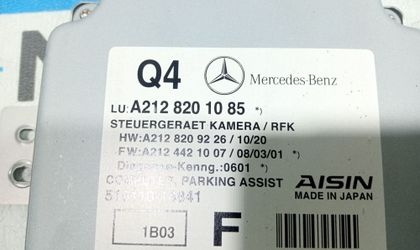 Q4 Mercedes-Benz
LU: A212 820 10 85 *)
STEUERGERAET KAMERA / RFK
HW:A212 820 92 26 / 10/20
FW:A212 442 10 07 / 08/03/01 *)
Diagnose-Kenng.:0601 *)
COMPUTER, PARKING ASSIST
AISIN
MADE IN JAPAN
1B03
F